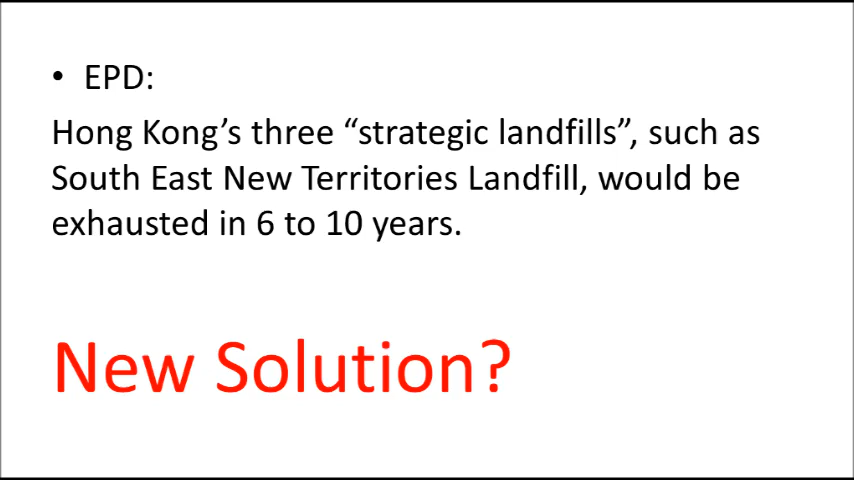 • EPD:
Hong Kong’s three “strategic landfills”, such as
South East New Territories Landfill, would be
exhausted in 6 to 10 years.
New Solution?